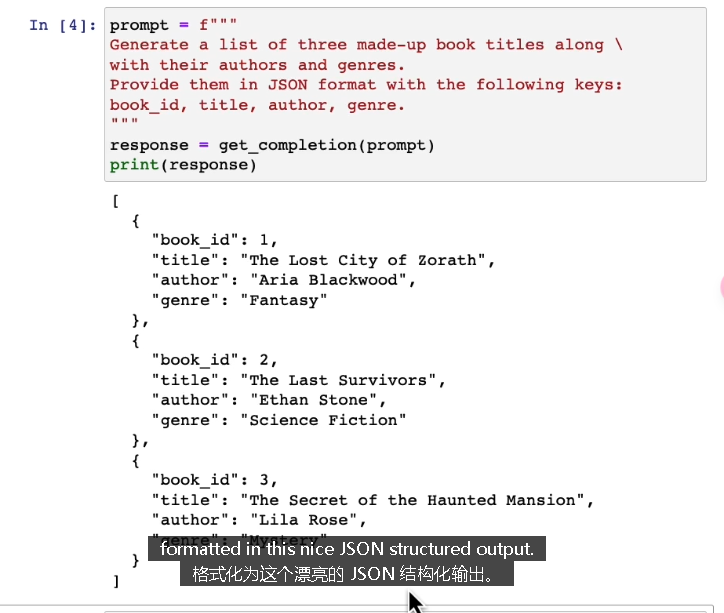 In [4]: prompt = f"""
Generate a list of three made-up book titles along \
with their authors and genres.
Provide them in JSON format with the following keys:
book_id, title, author, genre.
"""
response = get_completion(prompt)
print(response)
[
  {
    "book_id": 1,
    "title": "The Lost City of Zorath",
    "author": "Aria Blackwood",
    "genre": "Fantasy"
  },
  {
    "book_id": 2,
    "title": "The Last Survivors",
    "author": "Ethan Stone",
    "genre": "Science Fiction"
  },
  {
    "book_id": 3,
    "title": "The Secret of the Haunted Mansion",
    "author": "Lila Rose",
    "genre": "Mystery"
formatted in this nice JSON structured output.
  }
格式化为这个漂亮的 JSON 结构化输出。
]